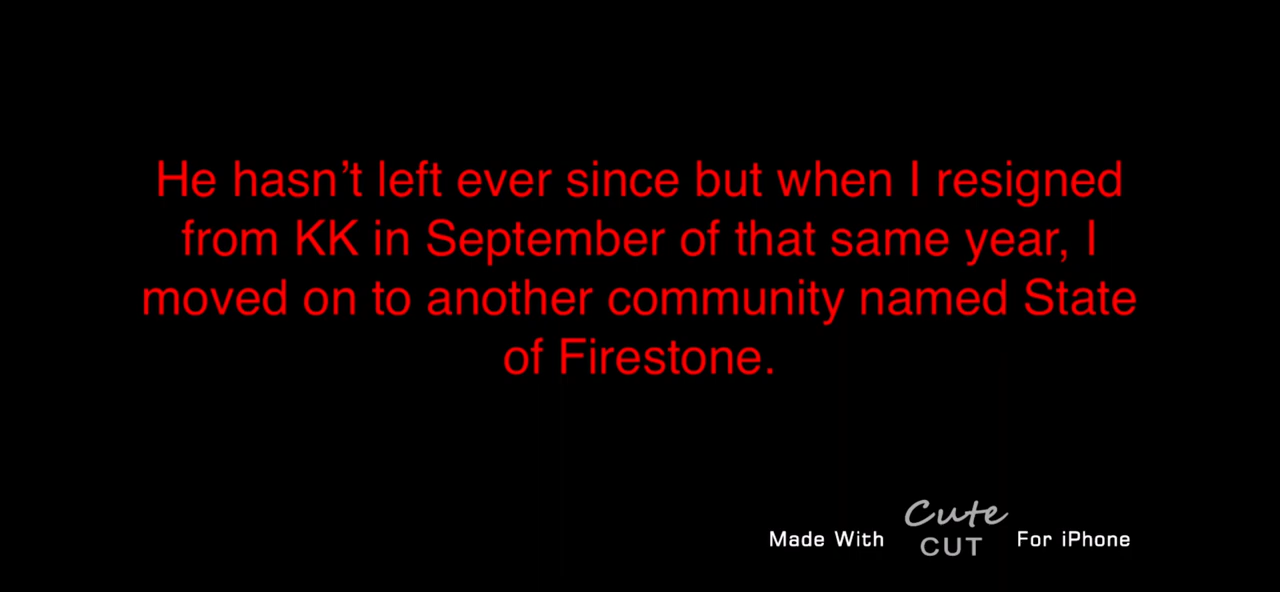 He hasn’t left ever since but when I resigned
from KK in September of that same year, I
moved on to another community named State
of Firestone.
Made With Cute CUT For iPhone